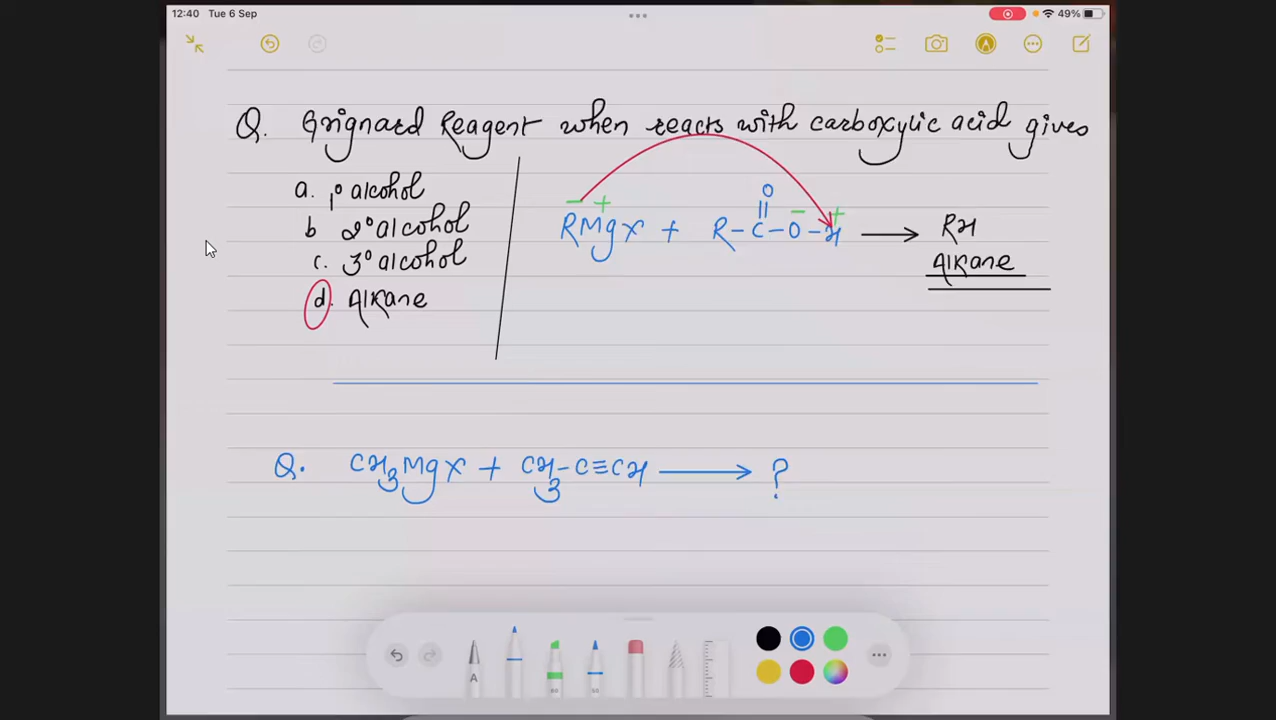 12:40 Tue 6 Sep
49%
Q. Grignard Reagent when reacts with carboxylic acid gives
a. 1° alcohol
b 2° alcohol
c. 3° alcohol
d. Alkane
O
− + − +
RMgX + R-C-O-H → RH
Alkane
Q. CH3MgX + CH3-C≡CH → ?
A